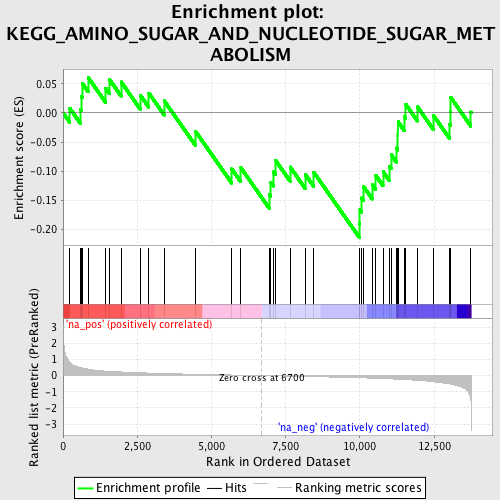 Enrichment plot:
KEGG_AMINO_SUGAR_AND_NUCLEOTIDE_SUGAR_MET
ABOLISM
Enrichment score (ES)
0.05
0.00
-0.05
-0.10
-0.15
-0.20
'na_pos' (positively correlated)
Ranked list metric (PreRanked)
3
2
1
0
-1
-2
-3
Zero cross at 6700
'na_neg' (negatively correlated)
0
2,500
5,000
7,500
10,000
12,500
Rank in Ordered Dataset
Enrichment profile
Hits
Ranking metric scores